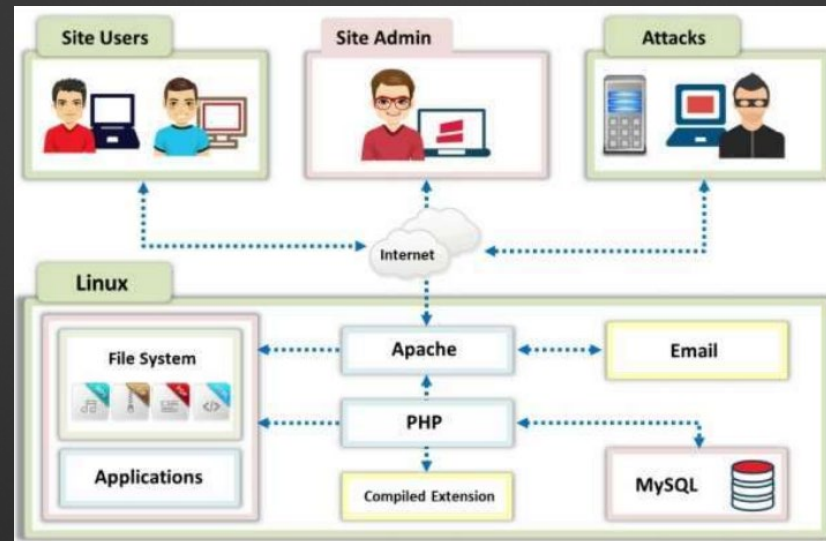 Site Users
Site Admin
Attacks
Internet
Linux
File System
Apache
Email
PHP
Applications
Compiled Extension
MySQL